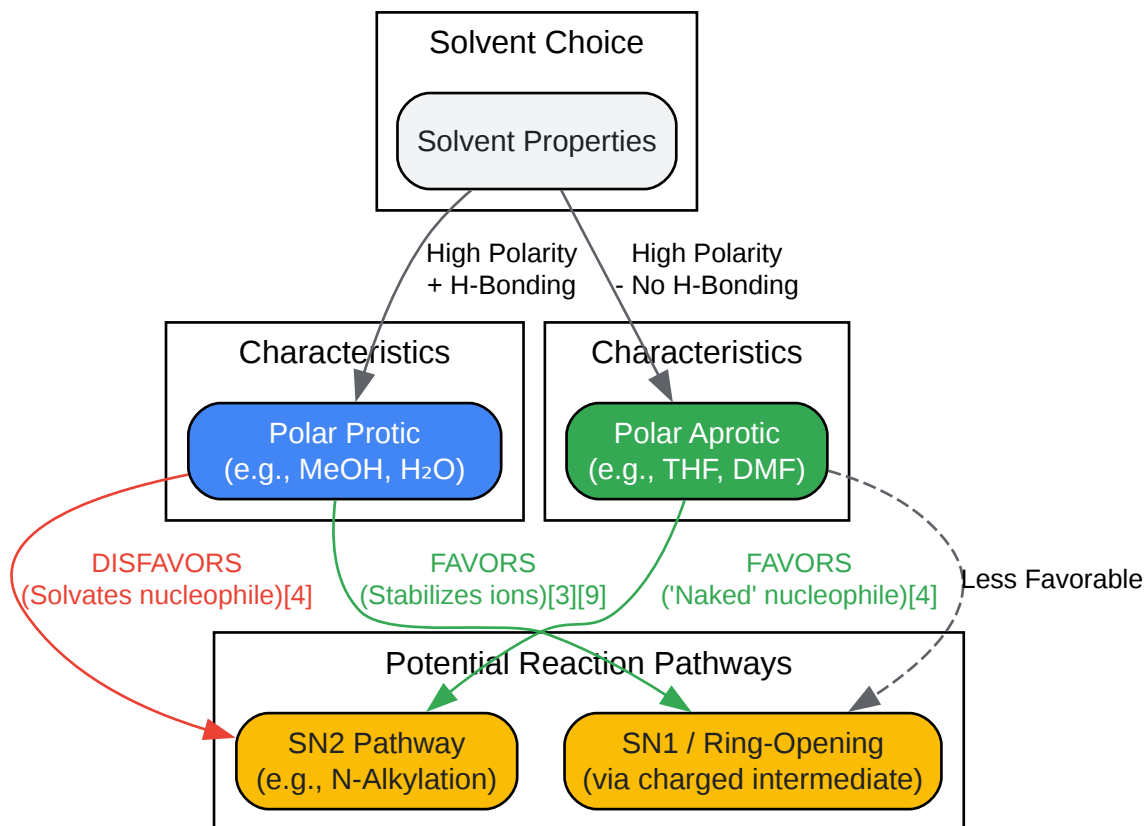 Solvent Choice
Solvent Properties
High Polarity
+ H-Bonding
High Polarity
- No H-Bonding
Characteristics
Polar Protic
(e.g., MeOH, H₂O)
Characteristics
Polar Aprotic
(e.g., THF, DMF)
DISFAVORS
(Solvates nucleophile)[4]
FAVORS
(Stabilizes ions)[3][9]
FAVORS
('Naked' nucleophile)[4]
Less Favorable
Potential Reaction Pathways
SN2 Pathway
(e.g., N-Alkylation)
SN1 / Ring-Opening
(via charged intermediate)